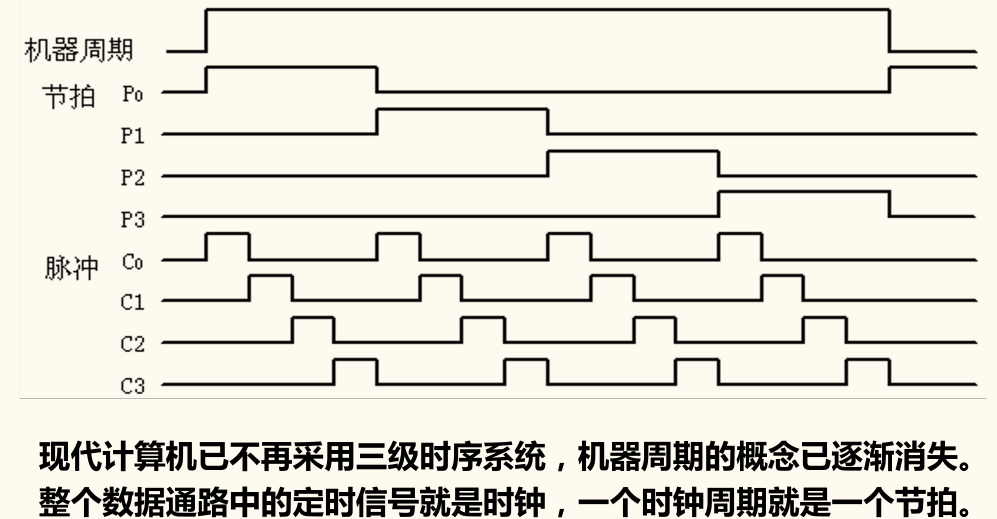 机器周期
节拍 P0
P1
P2
P3
脉冲 C0
C1
C2
C3
现代计算机已不再采用三级时序系统，机器周期的概念已逐渐消失。
整个数据通路中的定时信号就是时钟，一个时钟周期就是一个节拍。